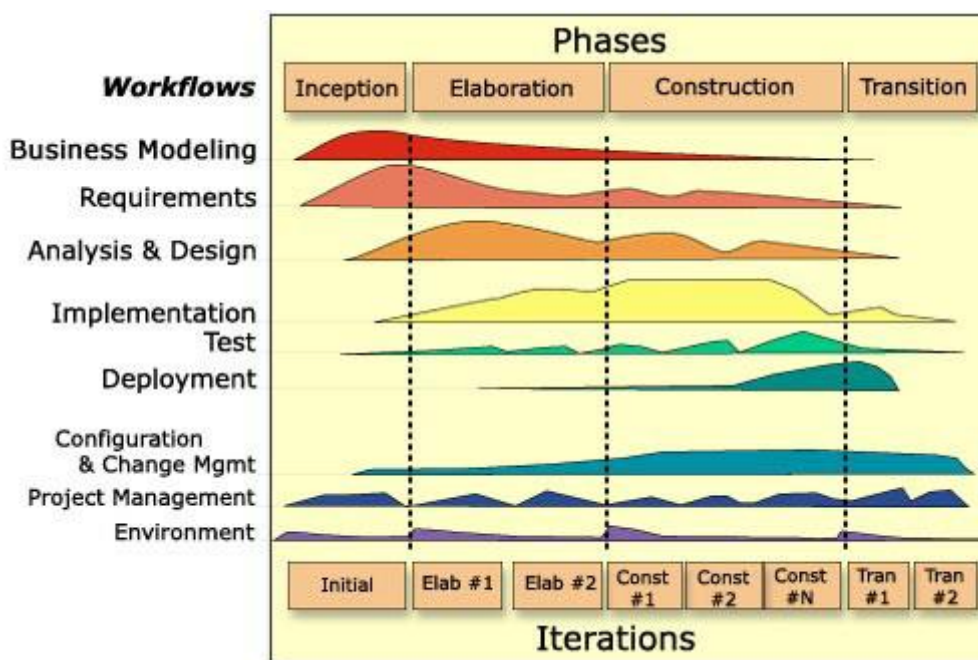 Phases
Workflows
Inception
Elaboration
Construction
Transition
Business Modeling
Requirements
Analysis & Design
Implementation
Test
Deployment
Configuration
& Change Mgmt
Project Management
Environment
Initial
Elab #1
Elab #2
Const
#1
Const
#2
Const
#N
Tran
#1
Tran
#2
Iterations